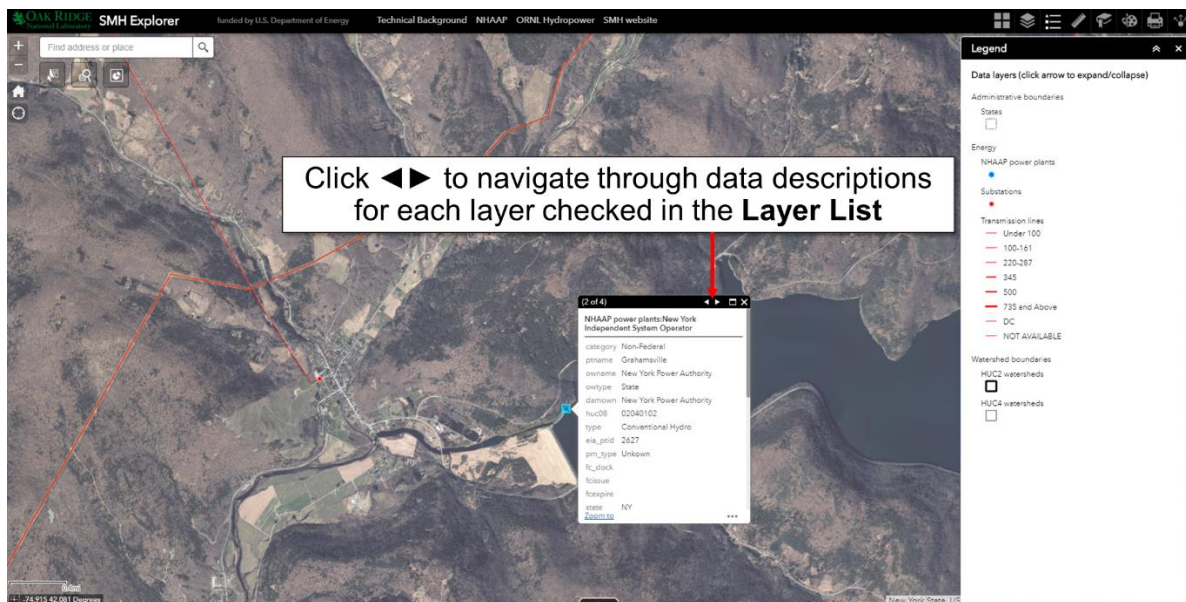 OAK RIDGE
National Laboratory
SMH Explorer
funded by U.S. Department of Energy
Technical Background NHAAP ORNL Hydropower SMH website
Find address or place
Click ◄► to navigate through data descriptions
for each layer checked in the Layer List
(2 of 4)
NHAAP power plants:New York
Independent System Operator
category Non-Federal
ptname Grahamsville
owname New York Power Authority
owtype State
damown New York Power Authority
huc08 02040102
type Conventional Hydro
eia_ptid 2627
pm_type Unkown
fc_dock
fcissue
fcexpire
state NY
Zoom to
Legend
Data layers (click arrow to expand/collapse)
Administrative boundaries
States
Energy
NHAAP power plants
Substations
Transmission lines
Under 100
100-161
220-287
345
500
735 and Above
DC
NOT AVAILABLE
Watershed boundaries
HUC2 watersheds
HUC4 watersheds
-74.915 42.081 Degrees
New York State, US